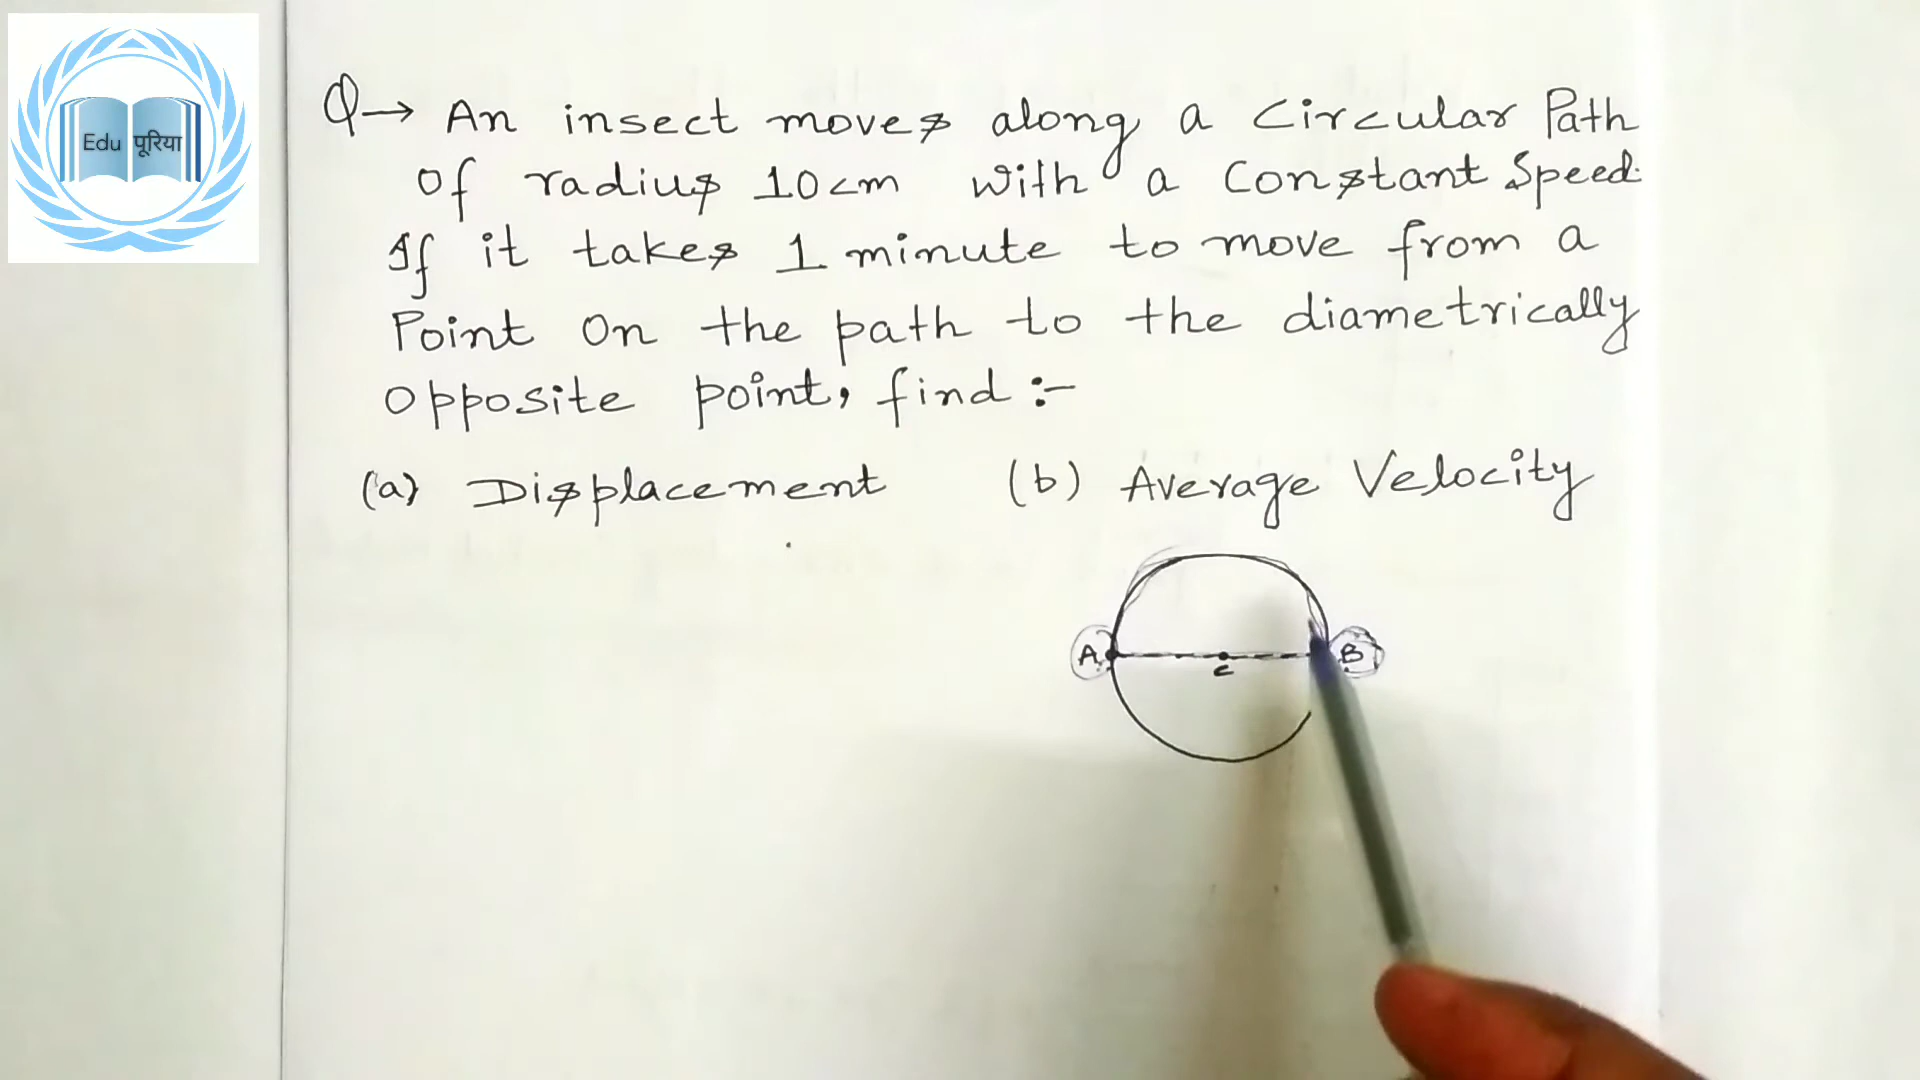 Edu पूरिया
Q→ An insect moves along a Circular Path
of radius 10cm with a Constant Speed.
If it takes 1 minute to move from a
Point on the path to the diametrically
opposite point, find :-
(a) Displacement (b) Average Velocity
A C B